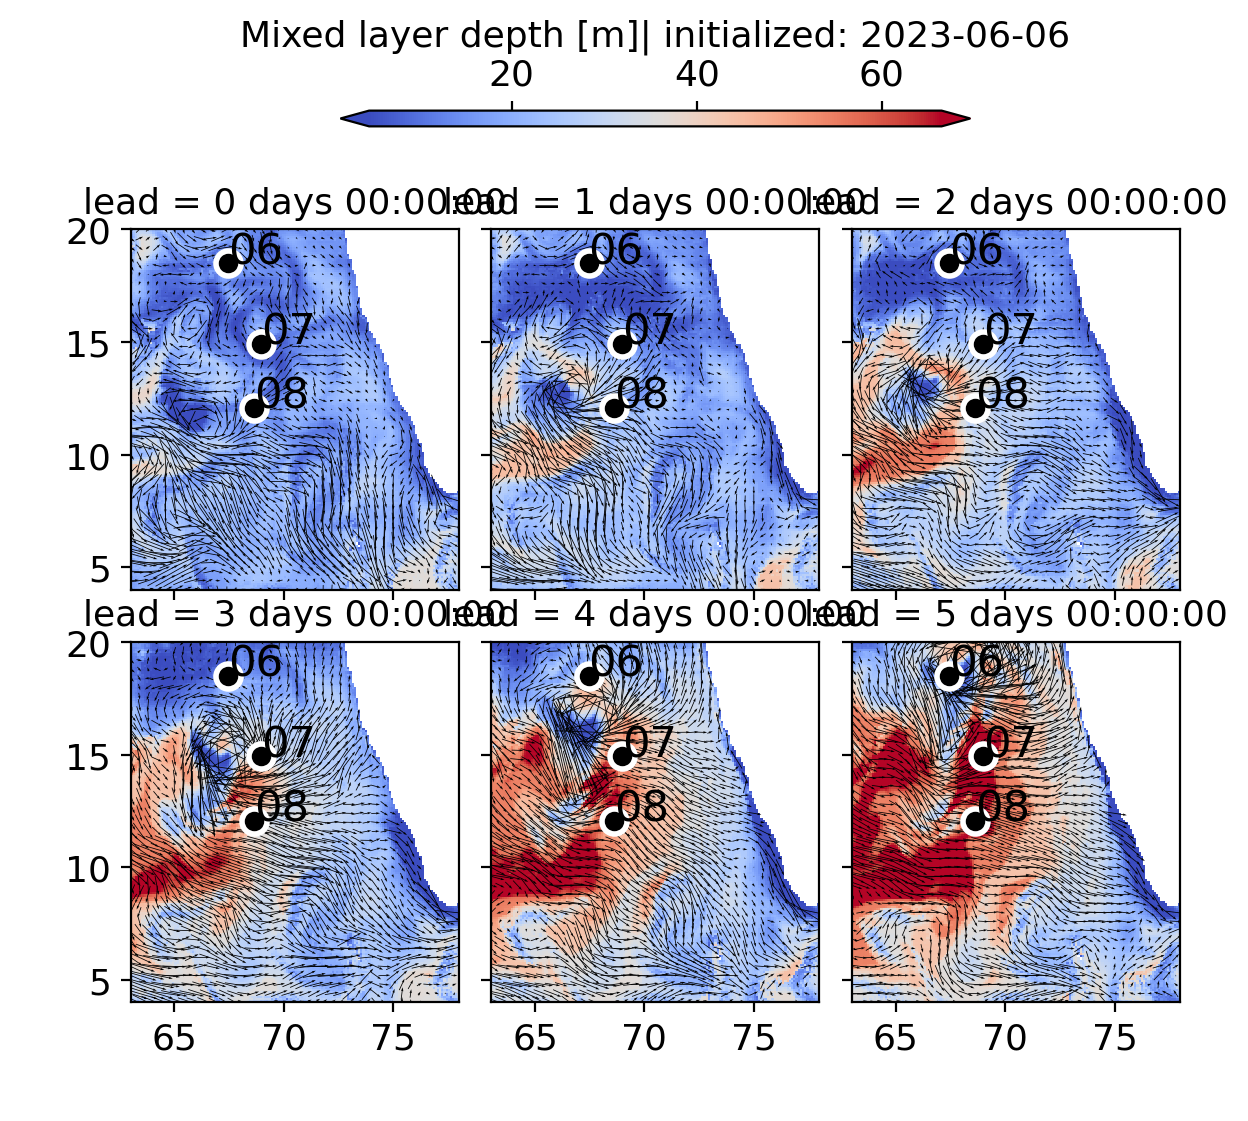 Mixed layer depth [m]| initialized: 2023-06-06
20 40 60
lead = 0 days 00:00:00 lead = 1 days 00:00:00 lead = 2 days 00:00:00
20
06 06 06
15
07 07 07
08 08 08
10
5
lead = 3 days 00:00:00 lead = 4 days 00:00:00 lead = 5 days 00:00:00
20
06 06 06
15
07 07 07
08 08 08
10
5
65 70 75 65 70 75 65 70 75